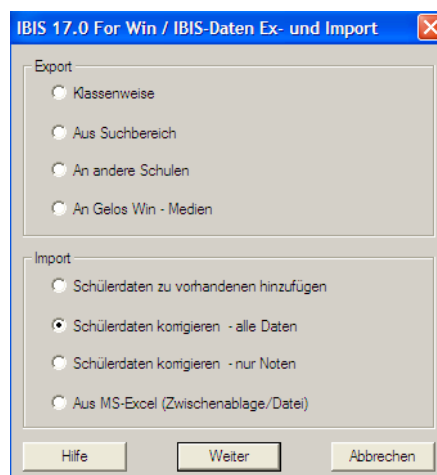 IBIS 17.0 For Win / IBIS-Daten Ex- und Import
Export
Klassenweise
Aus Suchbereich
An andere Schulen
An Gelos Win - Medien
Import
Schülerdaten zu vorhandenen hinzufügen
Schülerdaten korrigieren - alle Daten
Schülerdaten korrigieren - nur Noten
Aus MS-Excel (Zwischenablage/Datei)
Hilfe Weiter Abbrechen